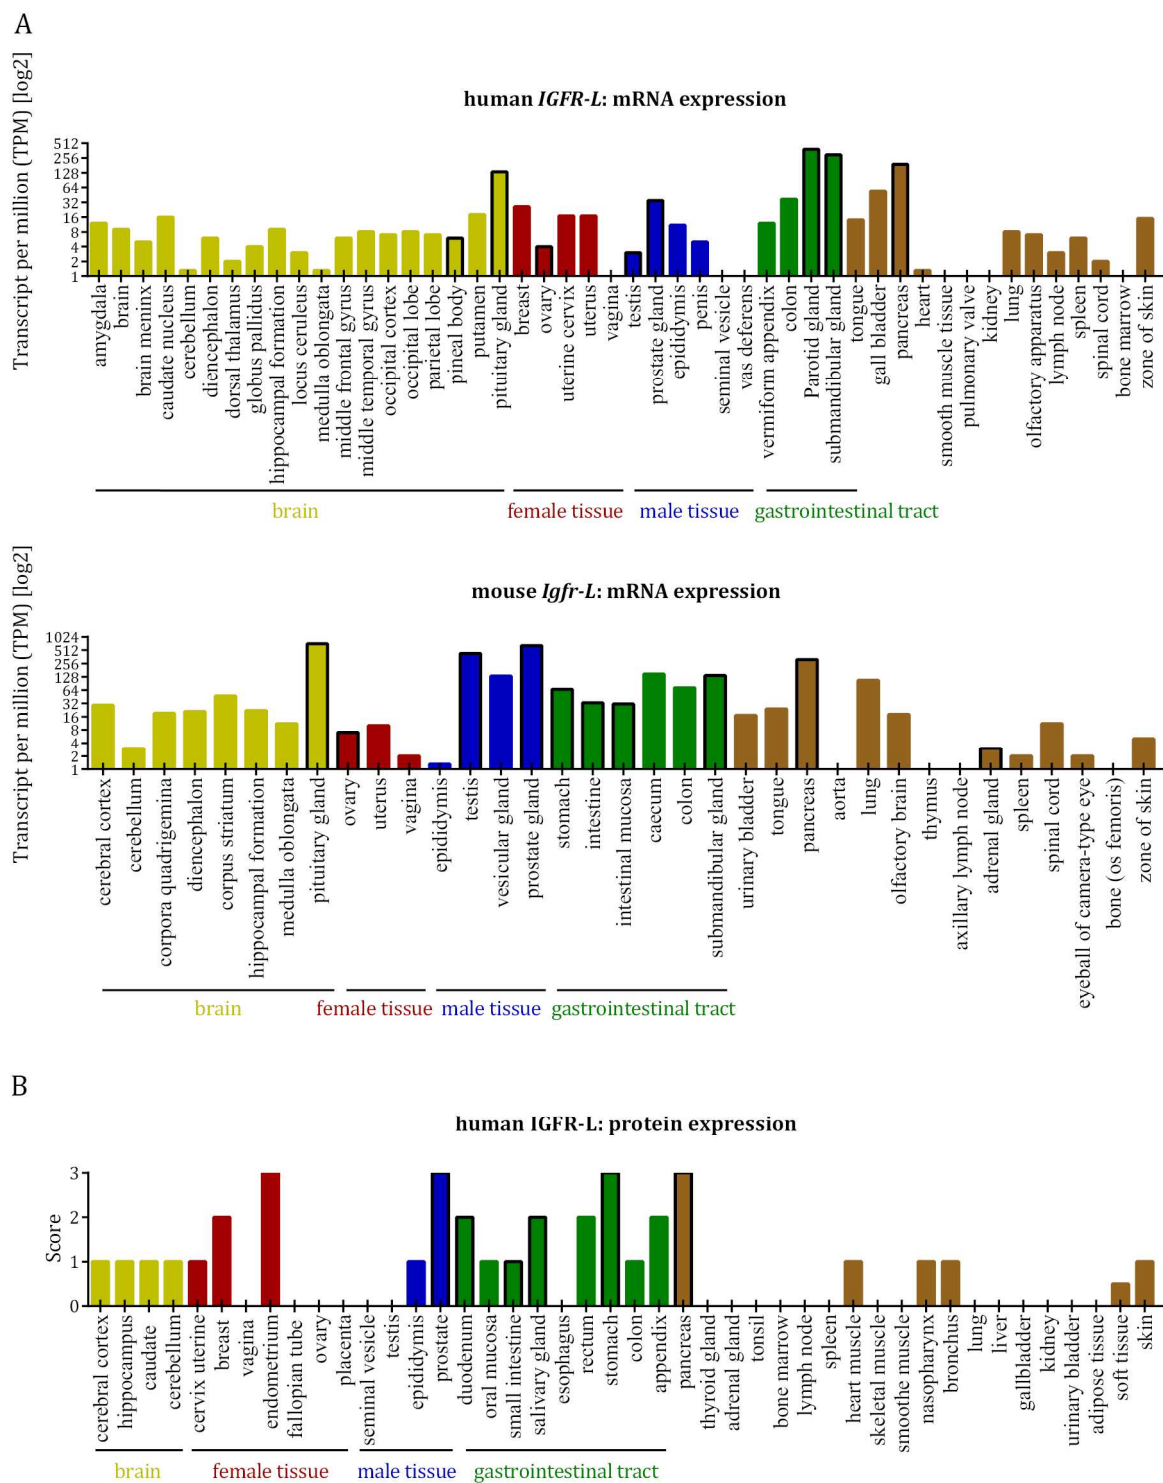 A
human IGFR-L: mRNA expression
Transcript per million (TPM) [log2]
512
256
128
64
32
16
8
4
2
1
amygdala
brain
brain meninx
caudate nucleus
cerebellum
diencephalon
dorsal thalamus
globus pallidus
hippocampal formation
locus ceruleus
medulla oblongata
middle frontal gyrus
middle temporal gyrus
occipital cortex
occipital lobe
parietal lobe
pineal body
putamen
pituitary gland
breast
ovary
uterine cervix
uterus
vagina
testis
prostate gland
epididymis
penis
seminal vesicle
vas deferens
vermiform appendix
colon
Parotid gland
submandibular gland
tongue
gall bladder
pancreas
heart
smooth muscle tissue
pulmonary valve
kidney
lung
olfactory apparatus
lymph node
spleen
spinal cord
bone marrow
zone of skin
brain
female tissue
male tissue
gastrointestinal tract
mouse Igfr-L: mRNA expression
Transcript per million (TPM) [log2]
1024
512
256
128
64
32
16
8
4
2
1
cerebral cortex
cerebellum
corpora quadrigemina
diencephalon
corpus striatum
hippocampal formation
medulla oblongata
pituitary gland
ovary
uterus
vagina
epididymis
testis
vesicular gland
prostate gland
stomach
intestine
intestinal mucosa
caecum
colon
submandibular gland
urinary bladder
tongue
pancreas
aorta
lung
olfactory brain
thymus
axillary lymph node
adrenal gland
spleen
spinal cord
eyeball of camera-type eye
bone (os femoris)
zone of skin
brain
female tissue
male tissue
gastrointestinal tract
B
human IGFR-L: protein expression
Score
3
2
1
0
cerebral cortex
hippocampus
caudate
cerebellum
cervix uterine
breast
vagina
endometrium
fallopian tube
ovary
placenta
seminal vesicle
testis
epididymis
prostate
duodenum
oral mucosa
small intestine
salivary gland
esophagus
rectum
stomach
colon
appendix
pancreas
thyroid gland
adrenal gland
tonsil
bone marrow
lymph node
spleen
heart muscle
skeletal muscle
smoothe muscle
nasopharynx
bronchus
lung
liver
gallbladder
kidney
urinary bladder
adipose tissue
soft tissue
skin
brain
female tissue
male tissue
gastrointestinal tract